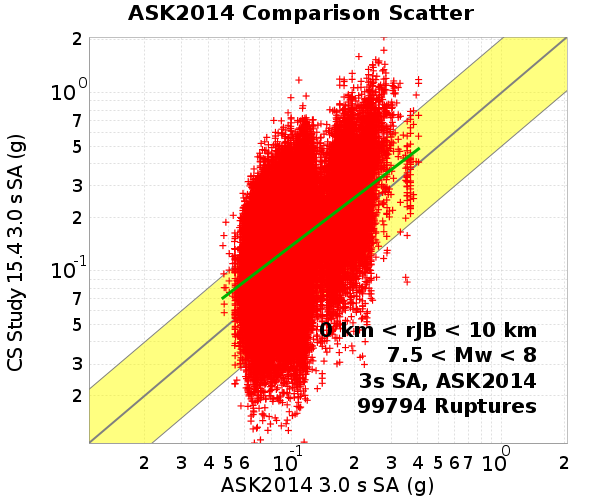 ASK2014 Comparison Scatter
CS Study 15.4 3.0 s SA (g)
2
10^0
7
5
3
2
10^-1
7
5
3
2
0 km < rJB < 10 km
7.5 < Mw < 8
3s SA, ASK2014
99794 Ruptures
2 3 4 5 6 10^-1 2 3 4 5 6 7 10^0 2
ASK2014 3.0 s SA (g)